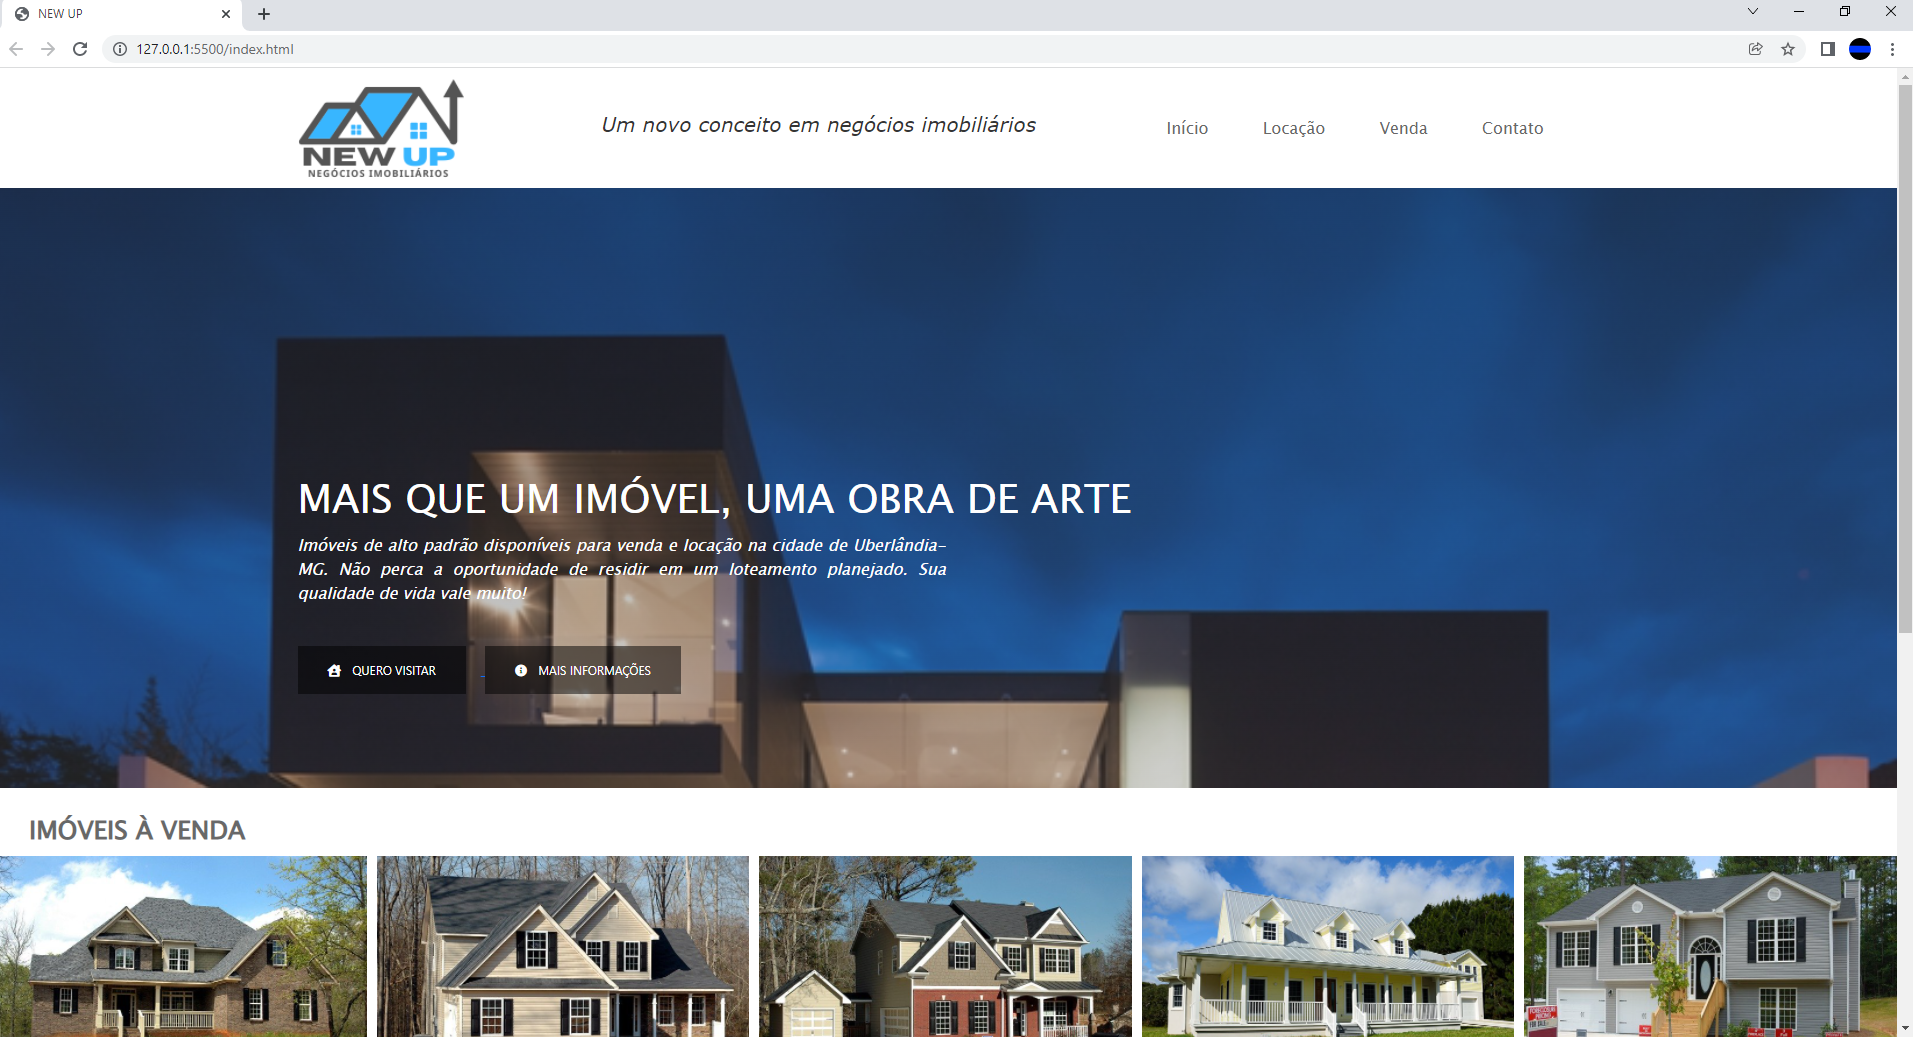 NEW UP
127.0.0.1:5500/index.html
NEW UP
NEGÓCIOS IMOBILIÁRIOS
Um novo conceito em negócios imobiliários
Início
Locação
Venda
Contato
MAIS QUE UM IMÓVEL, UMA OBRA DE ARTE
Imóveis de alto padrão disponíveis para venda e locação na cidade de Uberlândia-
MG. Não perca a oportunidade de residir em um loteamento planejado. Sua
qualidade de vida vale muito!
QUERO VISITAR
MAIS INFORMAÇÕES
IMÓVEIS À VENDA